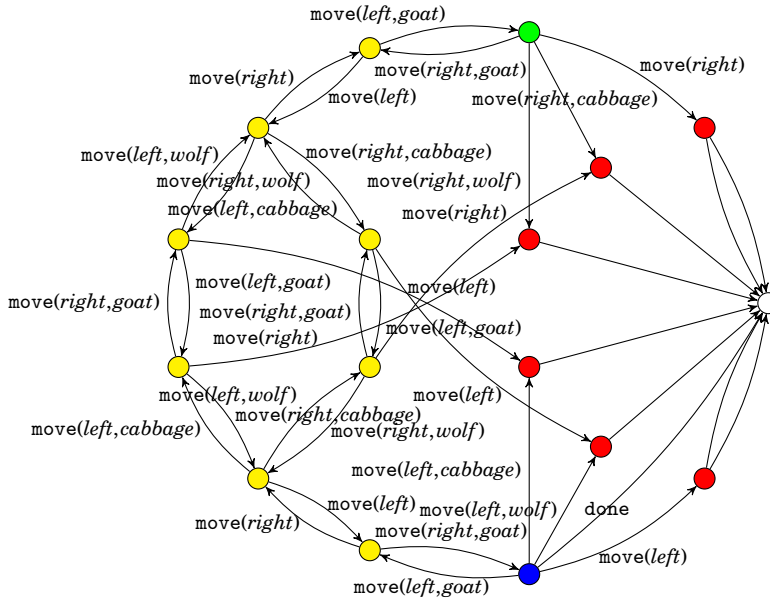 move(left,goat)
move(right,goat)
move(right)
move(right)
move(left)
move(right,cabbage)
move(left,wolf)
move(right,cabbage)
move(right,wolf)
move(right,wolf)
move(left,cabbage)
move(right)
move(left,goat)
move(left)
move(right,goat)
move(right,goat)
move(left,goat)
move(right)
move(left,wolf)
move(left)
move(right,cabbage)
move(left,cabbage)
move(right,wolf)
move(left,cabbage)
move(left)
move(left,wolf)
done
move(right)
move(right,goat)
move(left)
move(left,goat)